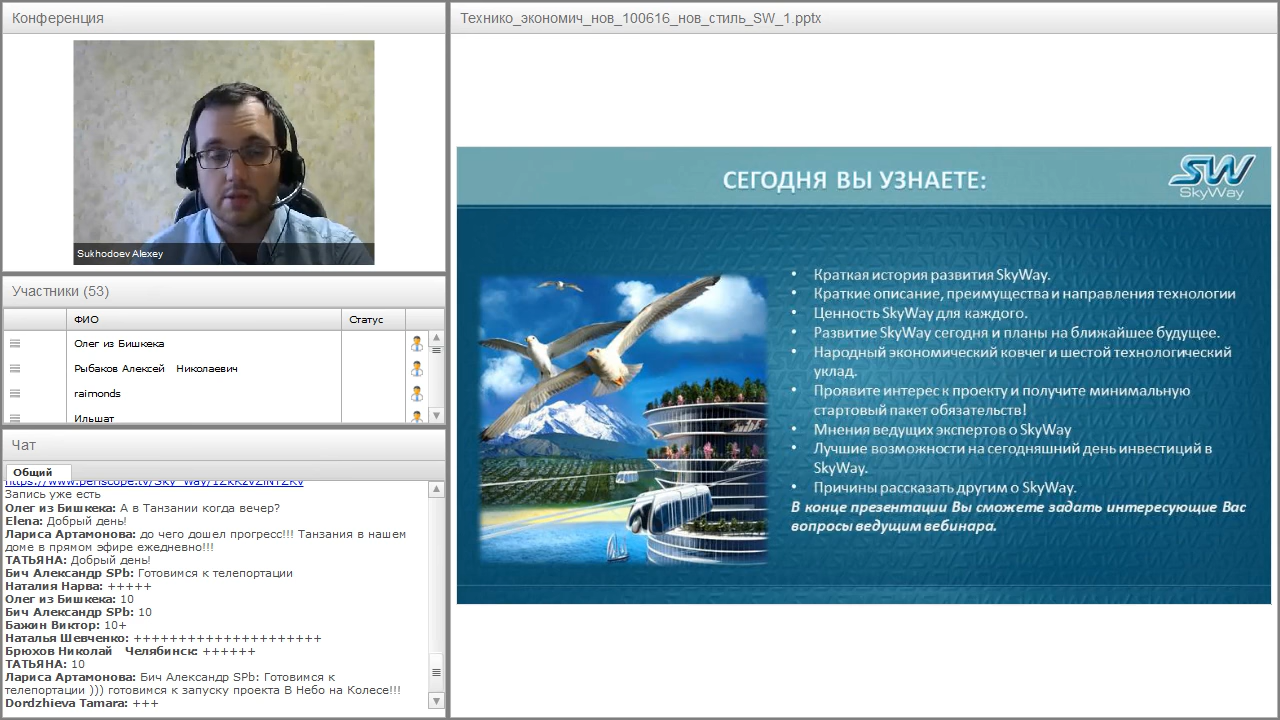 Конференция
Sukhodoev Alexey
Участники (53)
ФИО
Статус
Олег из Бишкека
Рыбаков Алексей Николаевич
raimonds
Ильшат
Чат
Общий
Запись уже есть
Олег из Бишкека: А в Танзании когда вечер?
Elena: Добрый день!
Лариса Артамонова: до чего дошел прогресс!!! Танзания в нашем
доме в прямом эфире ежедневно!!!
ТАТЬЯНА: Добрый день!
Бич Александр SPb: Готовимся к телепортации
Наталия Нарва: +++++
Олег из Бишкека: 10
Бич Александр SPb: 10
Бажин Виктор: 10+
Наталья Шевченко: +++++++++++++++++++++
Брюхов Николай Челябинск: ++++++
ТАТЬЯНА: 10
Лариса Артамонова: Бич Александр SPb: Готовимся к
телепортации ))) готовимся к запуску проекта В Небо на Колесе!!!
Dordzhieva Tamara: +++
Технико_экономич_нов_100616_нов_стиль_SW_1.pptx
СЕГОДНЯ ВЫ УЗНАЕТЕ:
SW
SkyWay
• Краткая история развития SkyWay.
• Краткие описание, преимущества и направления технологии
• Ценность SkyWay для каждого.
• Развитие SkyWay сегодня и планы на ближайшее будущее.
• Народный экономический ковчег и шестой технологический
уклад.
• Проявите интерес к проекту и получите минимальную
стартовый пакет обязательств!
• Мнения ведущих экспертов о SkyWay
• Лучшие возможности на сегодняшний день инвестиций в
SkyWay.
• Причины рассказать другим о SkyWay.
В конце презентации Вы сможете задать интересующие Вас
вопросы ведущим вебинара.